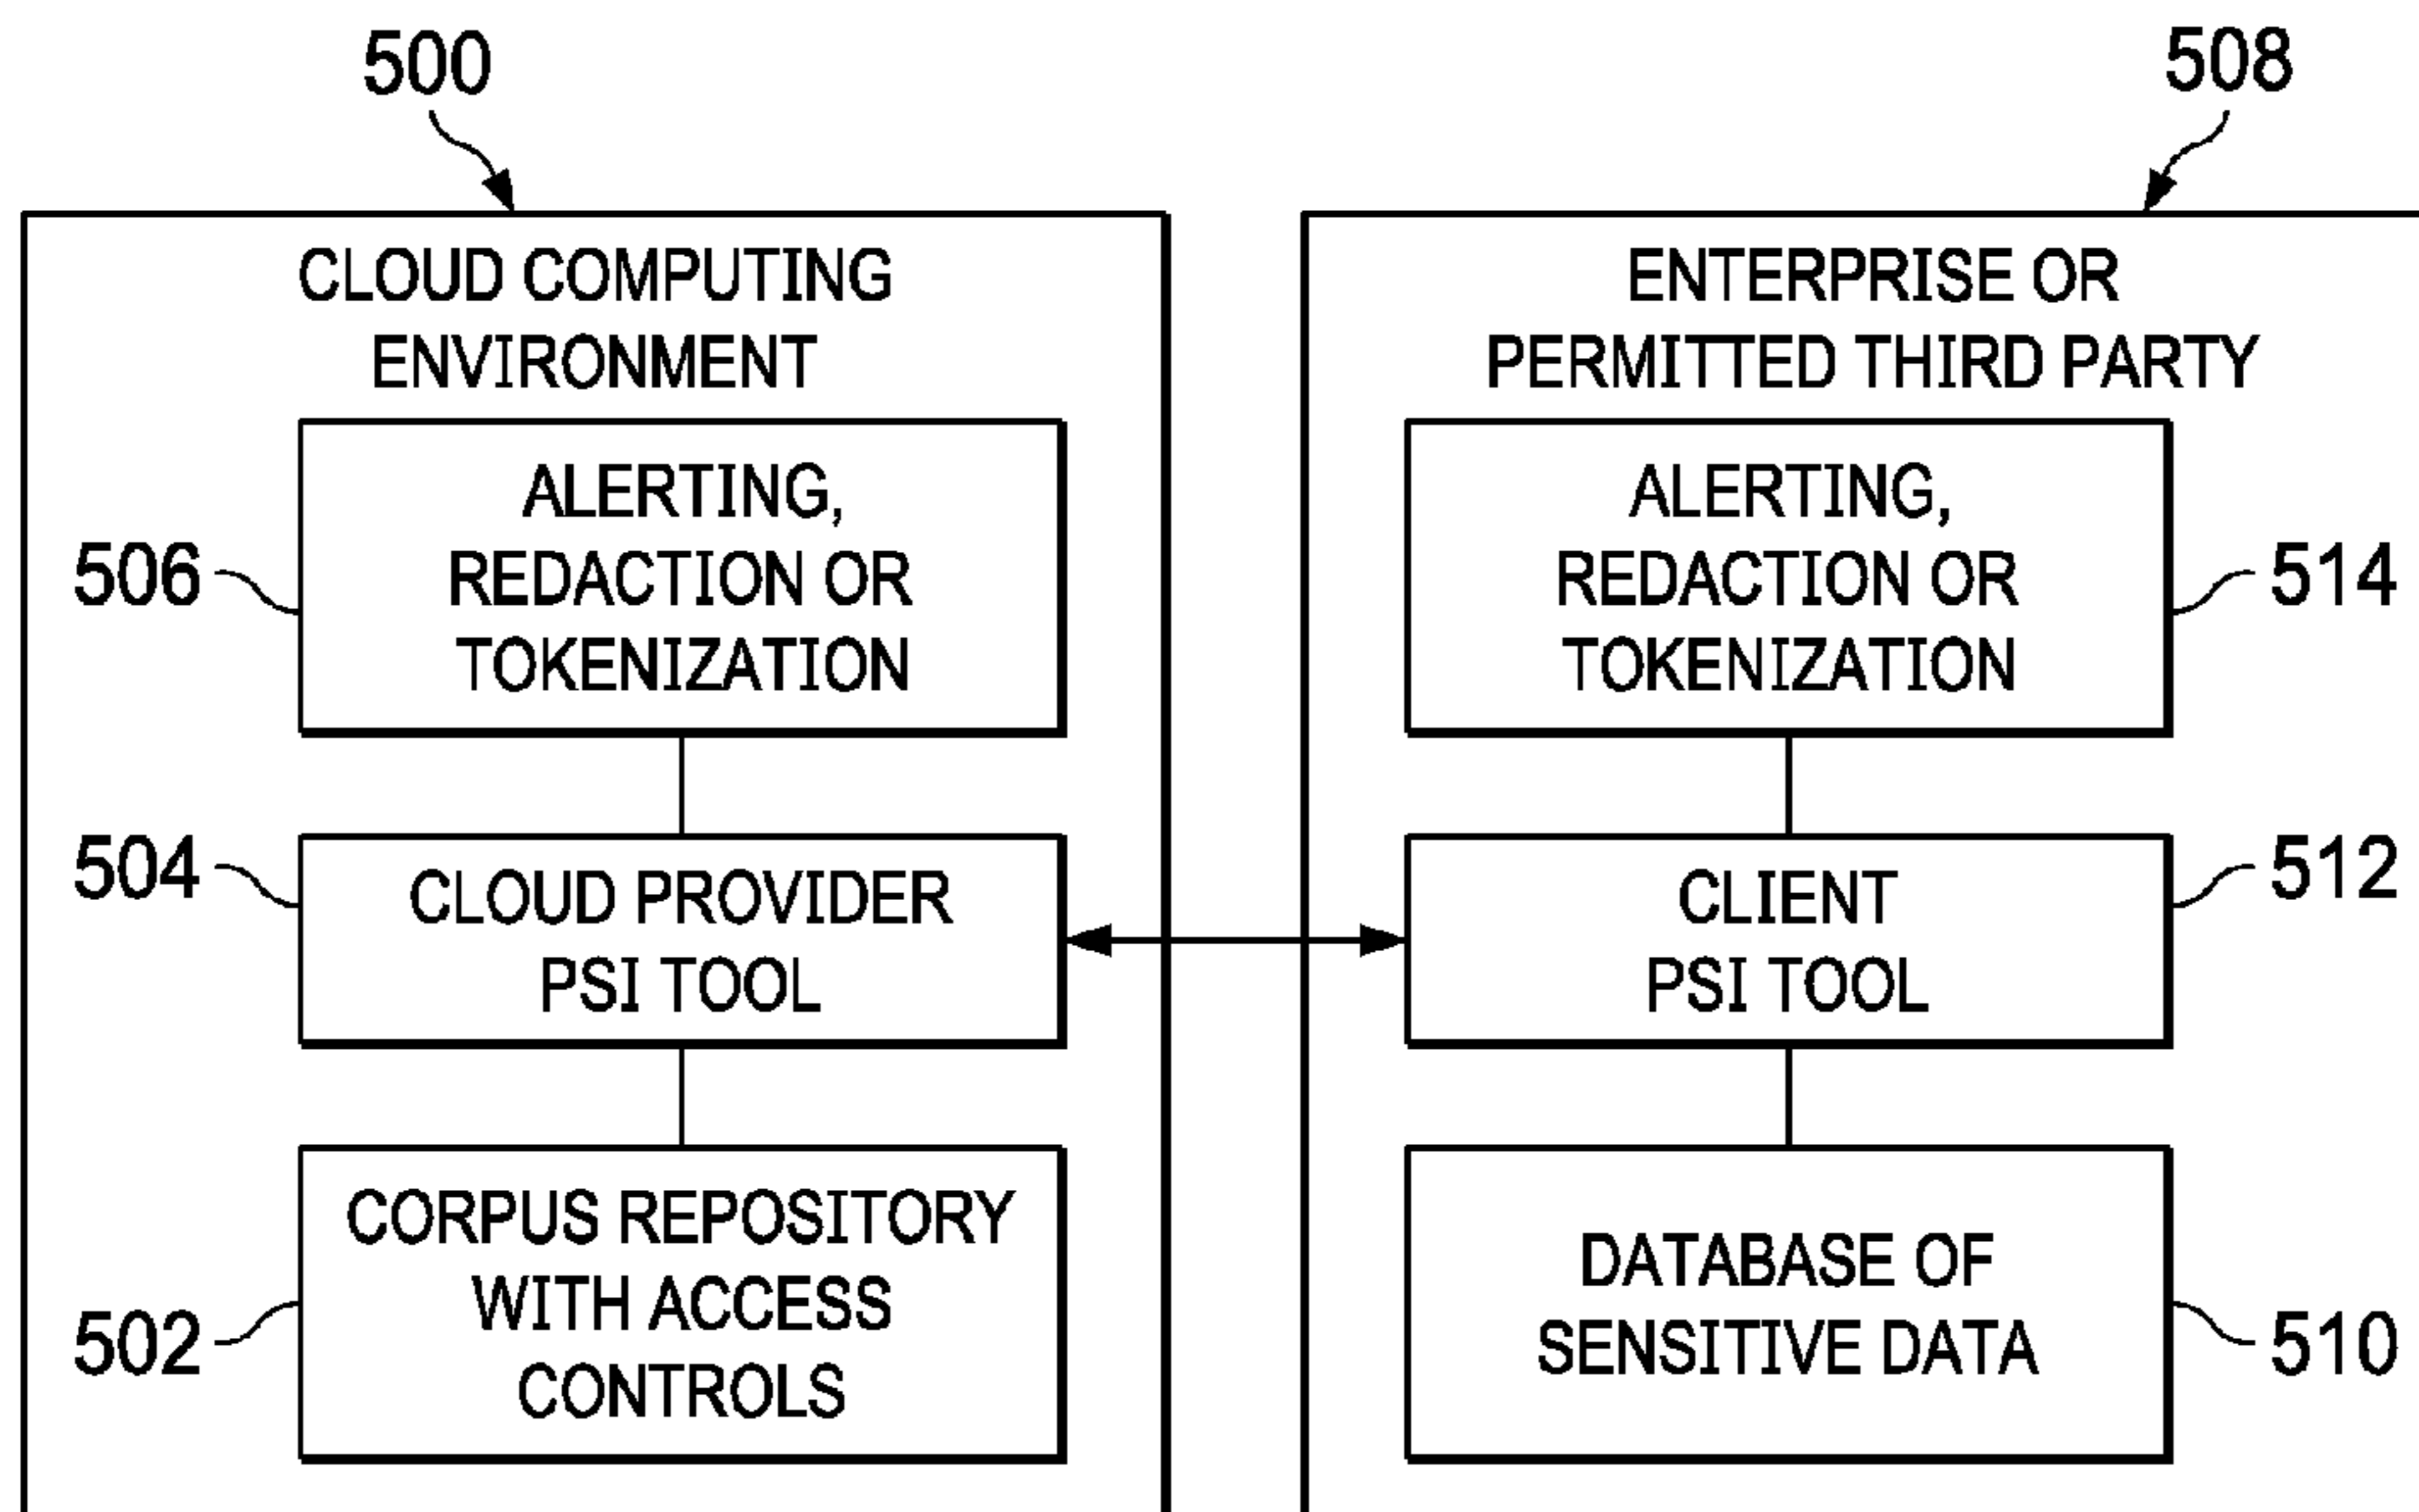 500
508
CLOUD COMPUTING
ENVIRONMENT
506
ALERTING,
REDACTION OR
TOKENIZATION
504
CLOUD PROVIDER
PSI TOOL
502
CORPUS REPOSITORY
WITH ACCESS
CONTROLS
ENTERPRISE OR
PERMITTED THIRD PARTY
ALERTING,
REDACTION OR
TOKENIZATION
514
CLIENT
PSI TOOL
512
DATABASE OF
SENSITIVE DATA
510